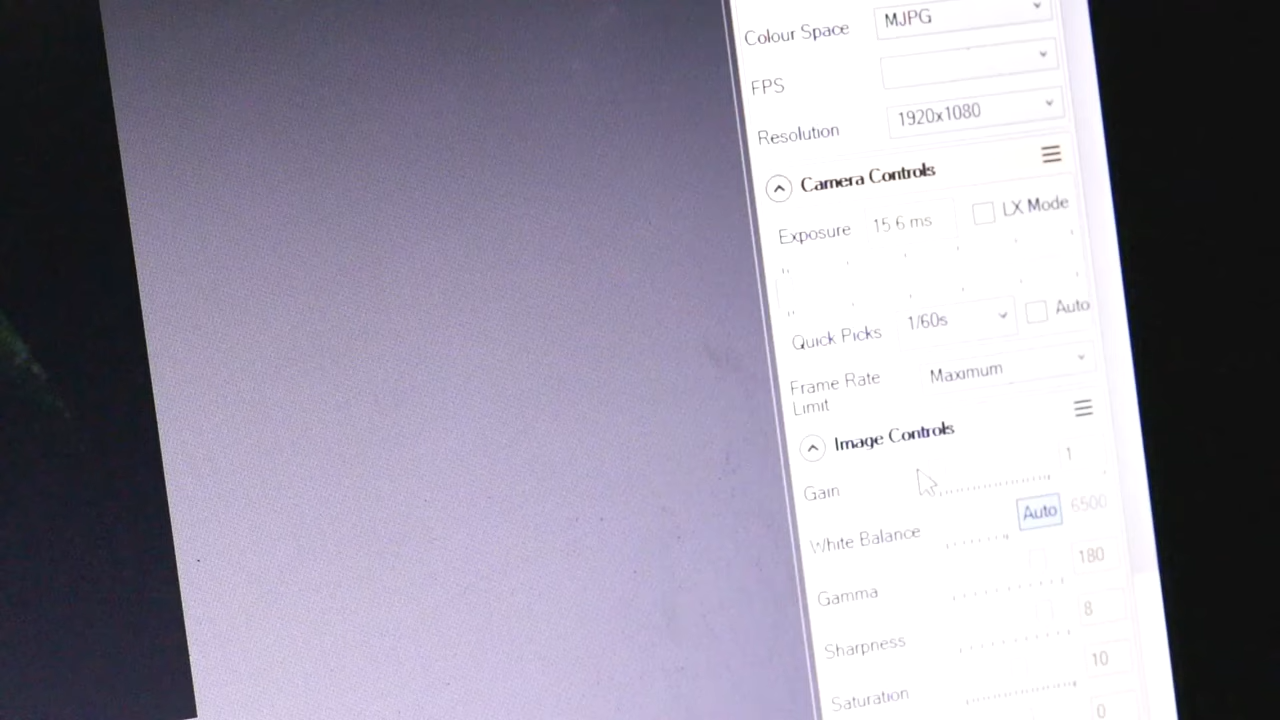 Colour Space MJPG
FPS
Resolution 1920x1080
Camera Controls
Exposure 15.6 ms LX Mode
Quick Picks 1/60s Auto
Frame Rate Limit Maximum
Image Controls
Gain 1
White Balance Auto 6500
Gamma 180
Sharpness 8
Saturation 10
0